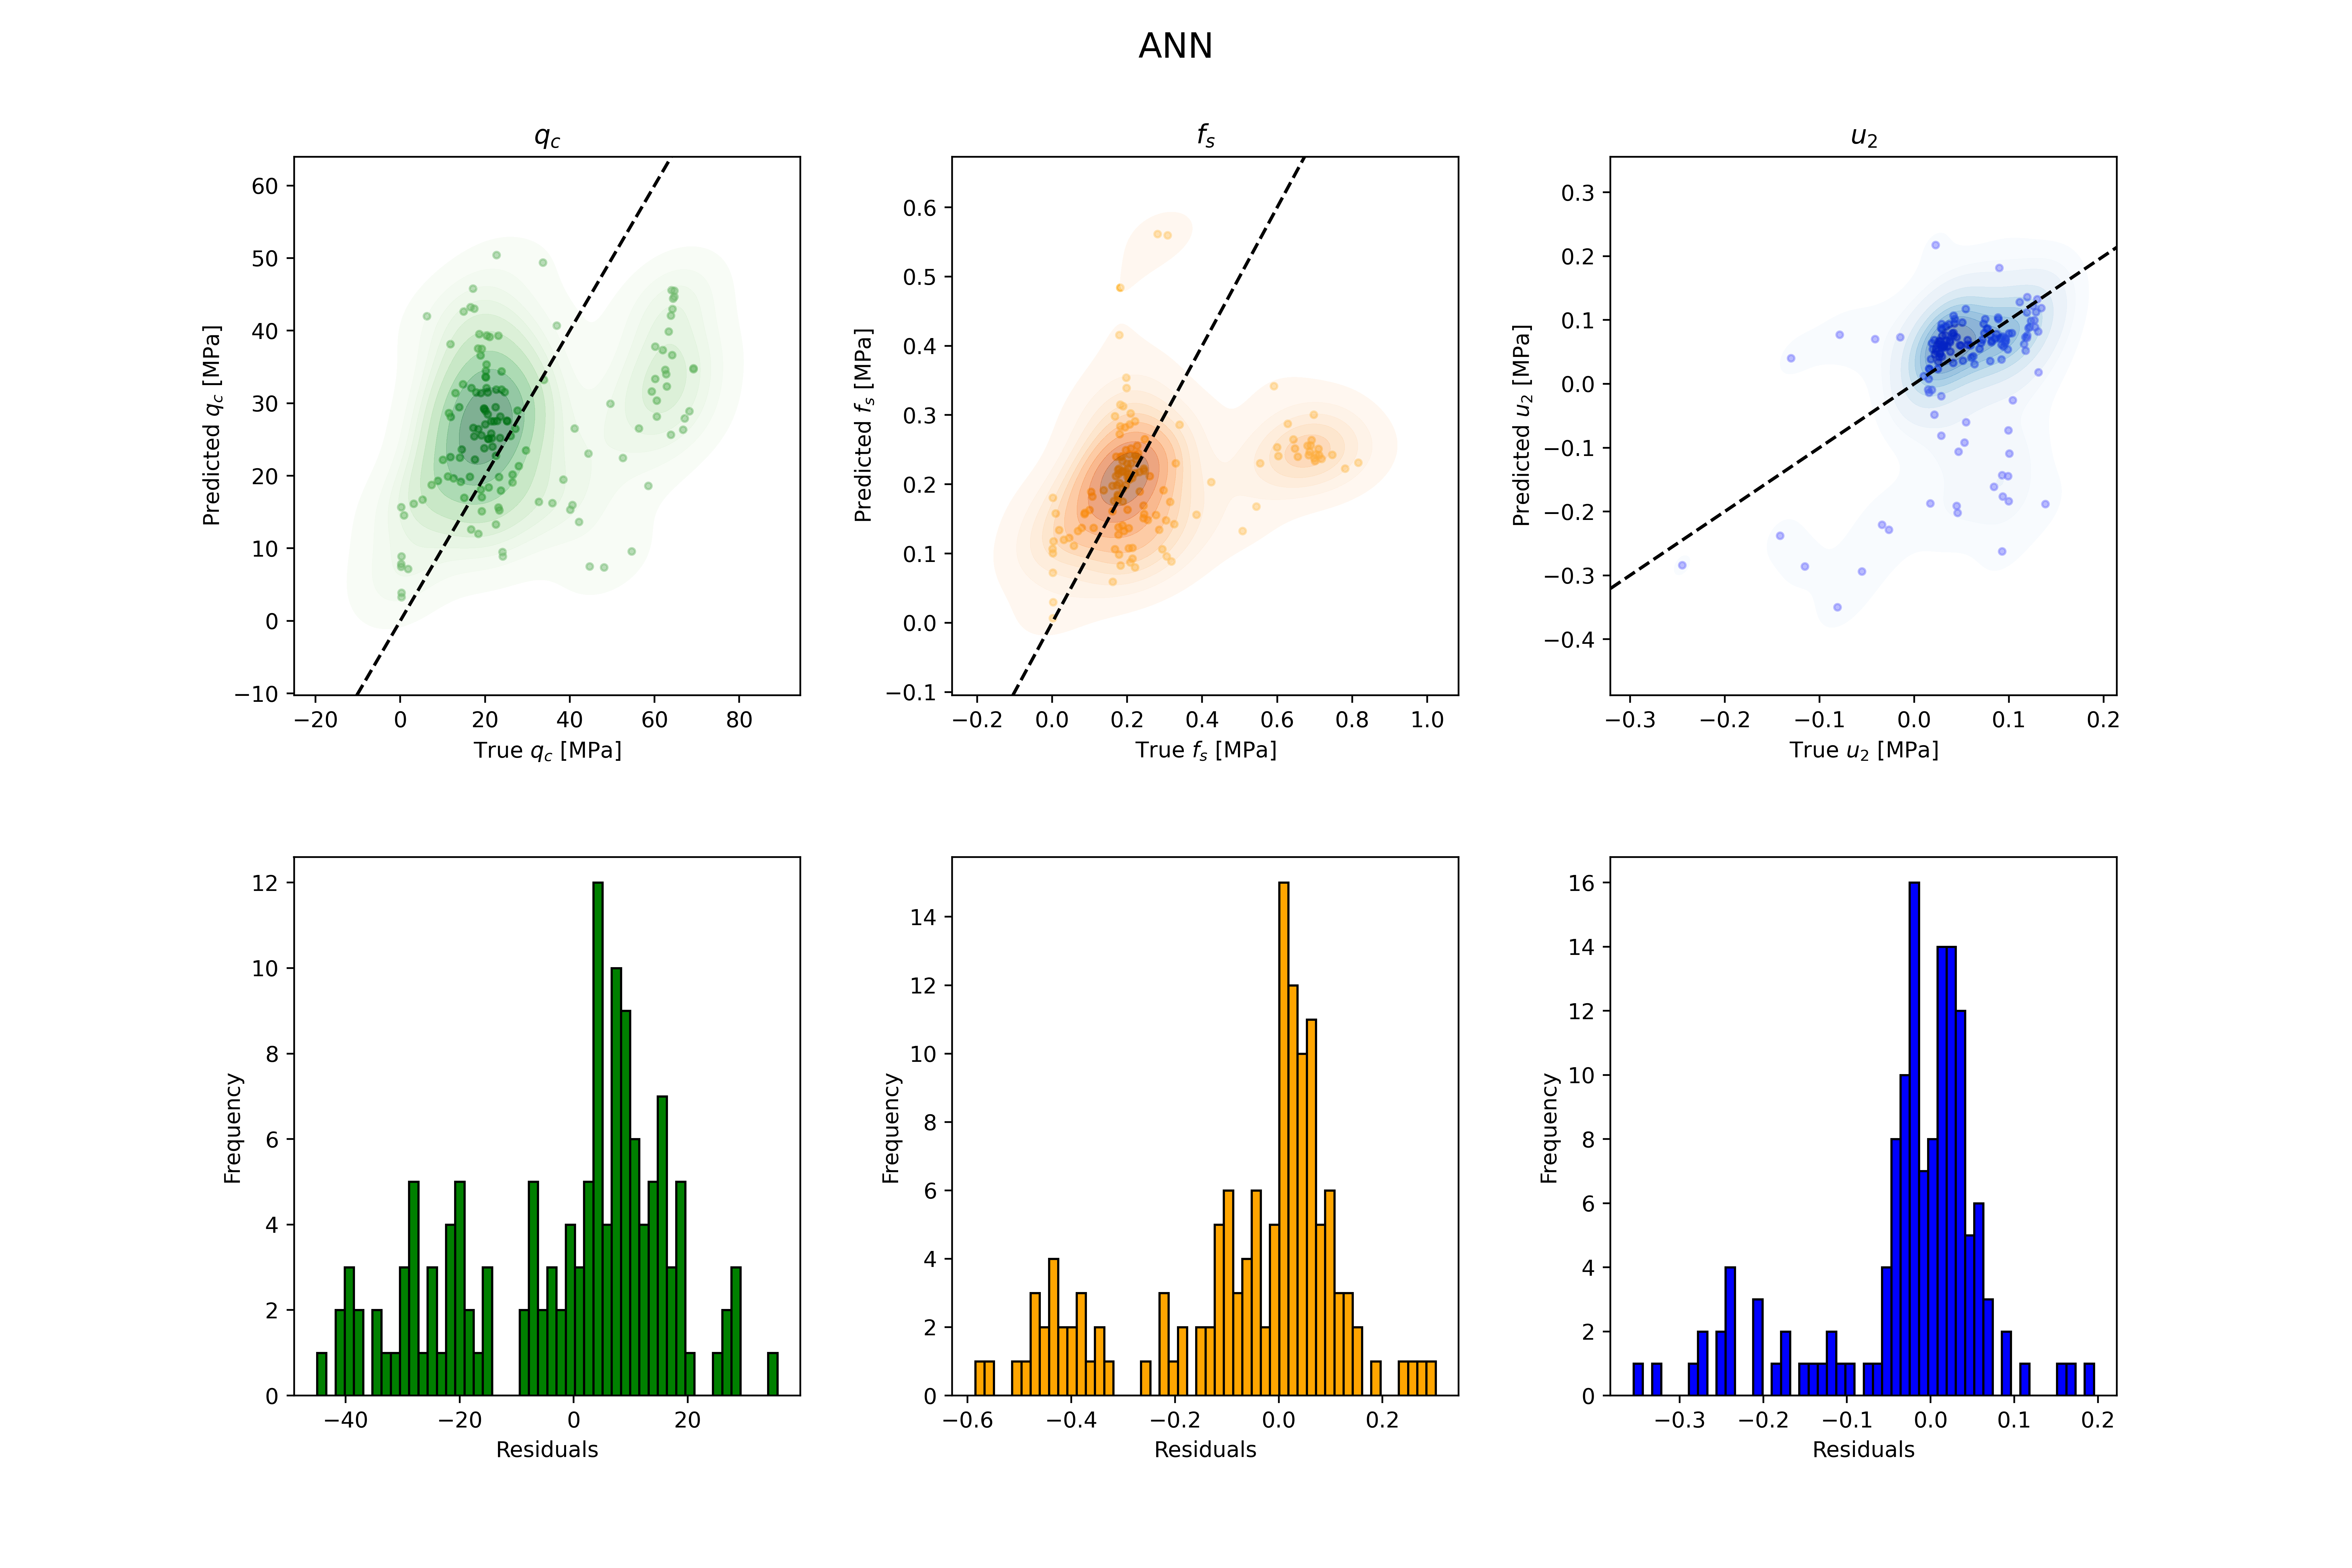 ANN
q_c
f_s
u_2
60
50
40
30
20
10
0
−10
Predicted q_c [MPa]
−20 0 20 40 60 80
True q_c [MPa]
0.6
0.5
0.4
0.3
0.2
0.1
0.0
−0.1
Predicted f_s [MPa]
−0.2 0.0 0.2 0.4 0.6 0.8 1.0
True f_s [MPa]
0.3
0.2
0.1
0.0
−0.1
−0.2
−0.3
−0.4
Predicted u_2 [MPa]
−0.3 −0.2 −0.1 0.0 0.1 0.2
True u_2 [MPa]
12
10
8
6
4
2
0
Frequency
−40 −20 0 20
Residuals
14
12
10
8
6
4
2
0
Frequency
−0.6 −0.4 −0.2 0.0 0.2
Residuals
16
14
12
10
8
6
4
2
0
Frequency
−0.3 −0.2 −0.1 0.0 0.1 0.2
Residuals